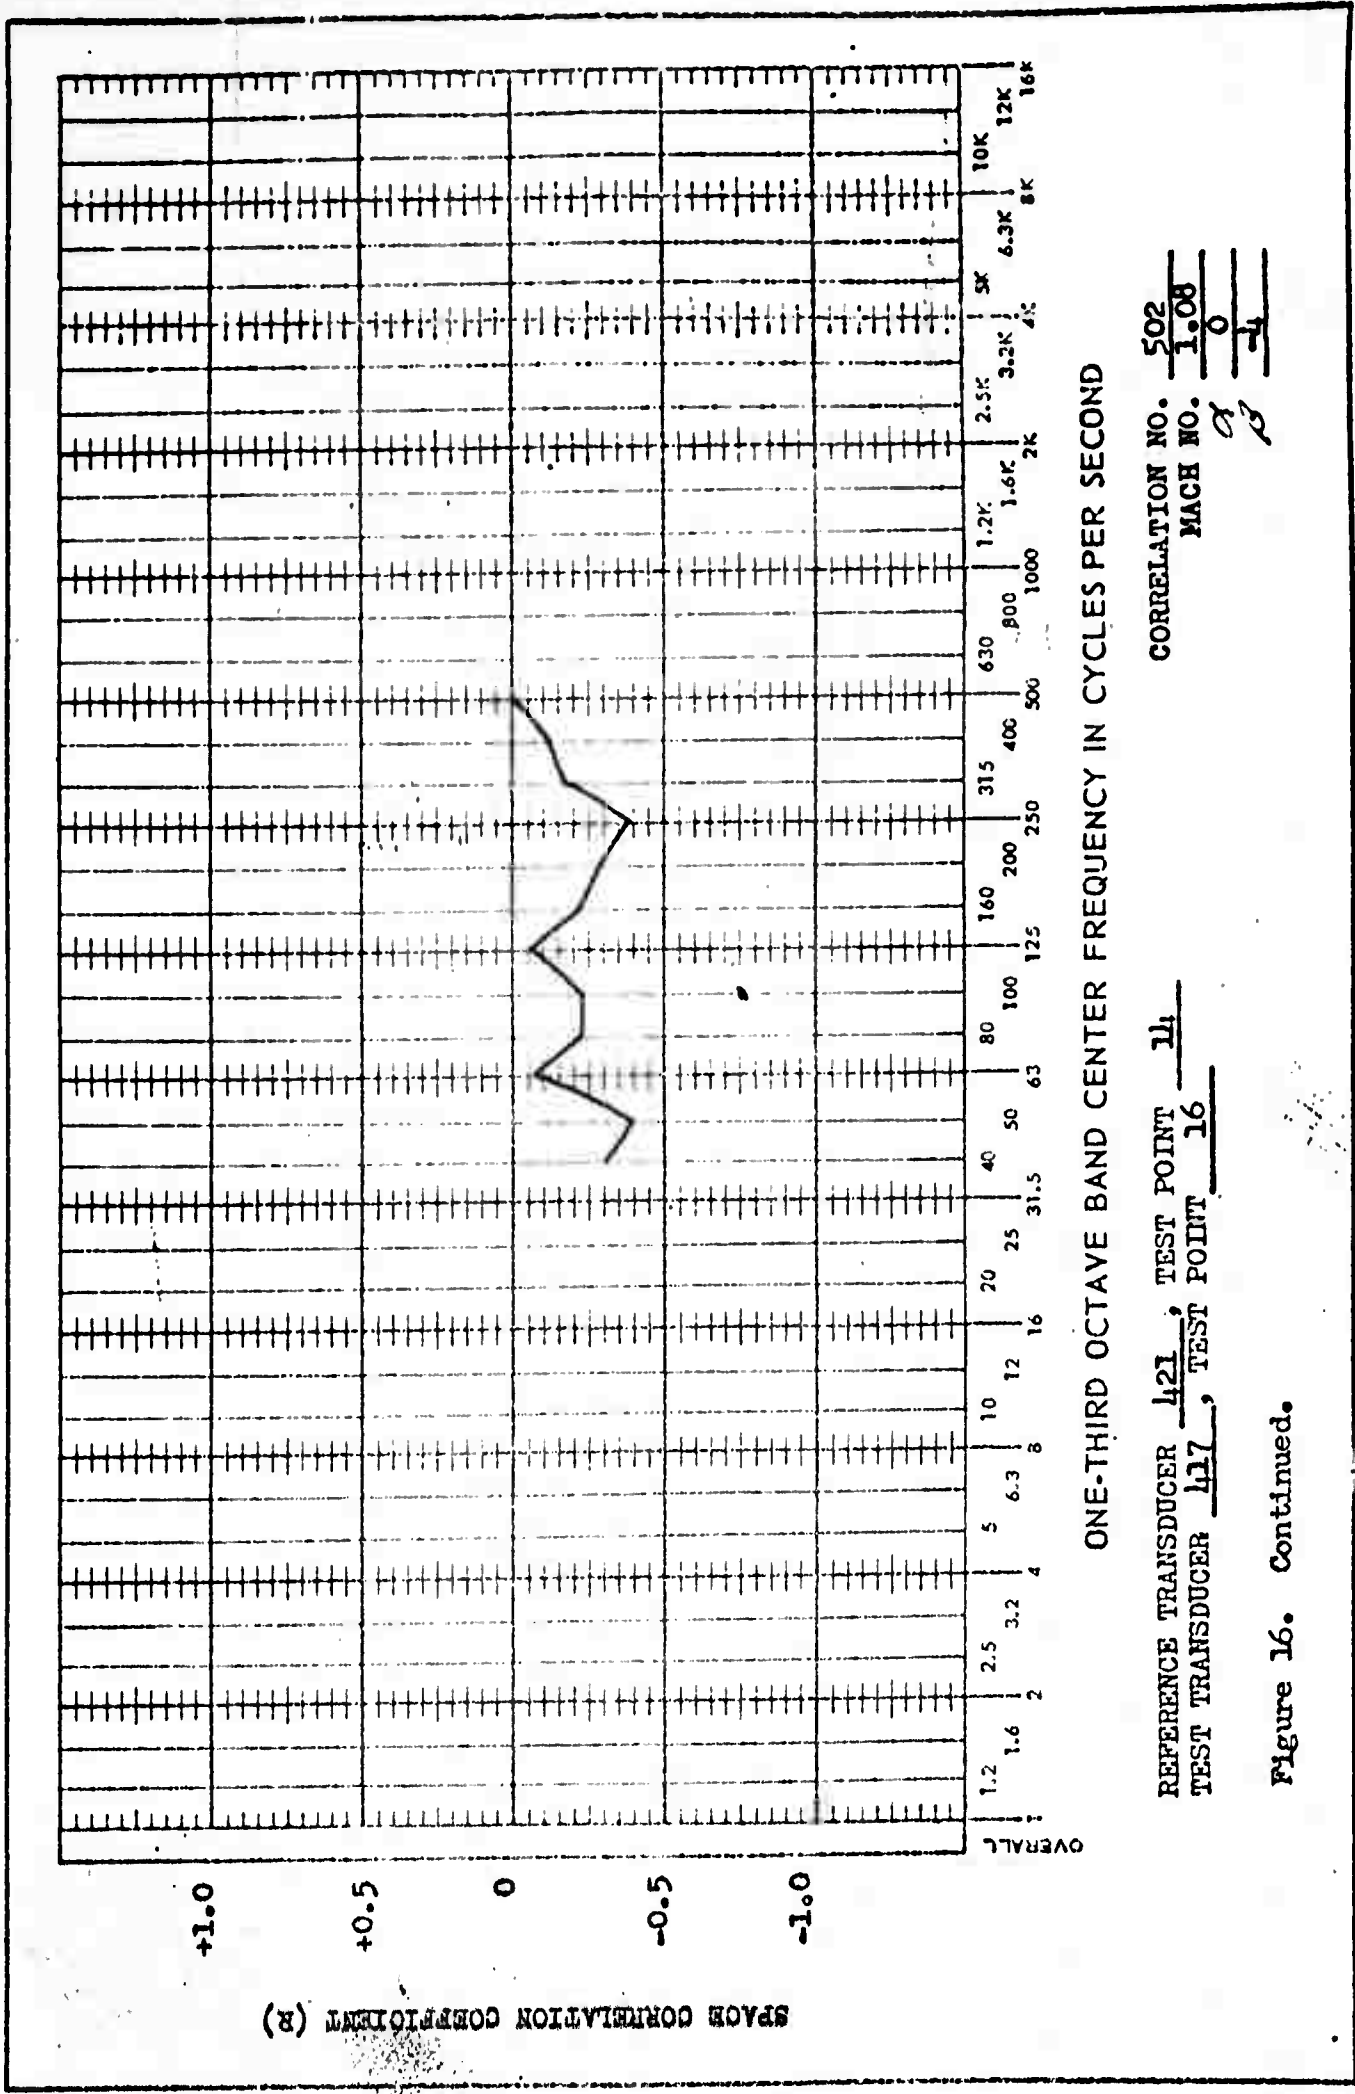 SPACE CORRELATION COEFFICIENT (R)
+1.0
+0.5
0
-0.5
-1.0
OVERALL
1 1.2 1.6 2 2.5 3.2 4 5 6.3 8 10 12 16 20 25 31.5 40 50 63 80 100 125 160 200 250 315 400 500 630 800 1000 1.2K 1.6K 2K 2.5K 3.2K 4K 5K 6.3K 8K 10K 12K 16K
ONE-THIRD OCTAVE BAND CENTER FREQUENCY IN CYCLES PER SECOND
REFERENCE TRANSDUCER 421 , TEST POINT 14
TEST TRANSDUCER 417 , TEST POINT 16
CORRELATION NO. 502
MACH NO. 1.08
α 0
β -4
Figure 16. Continued.